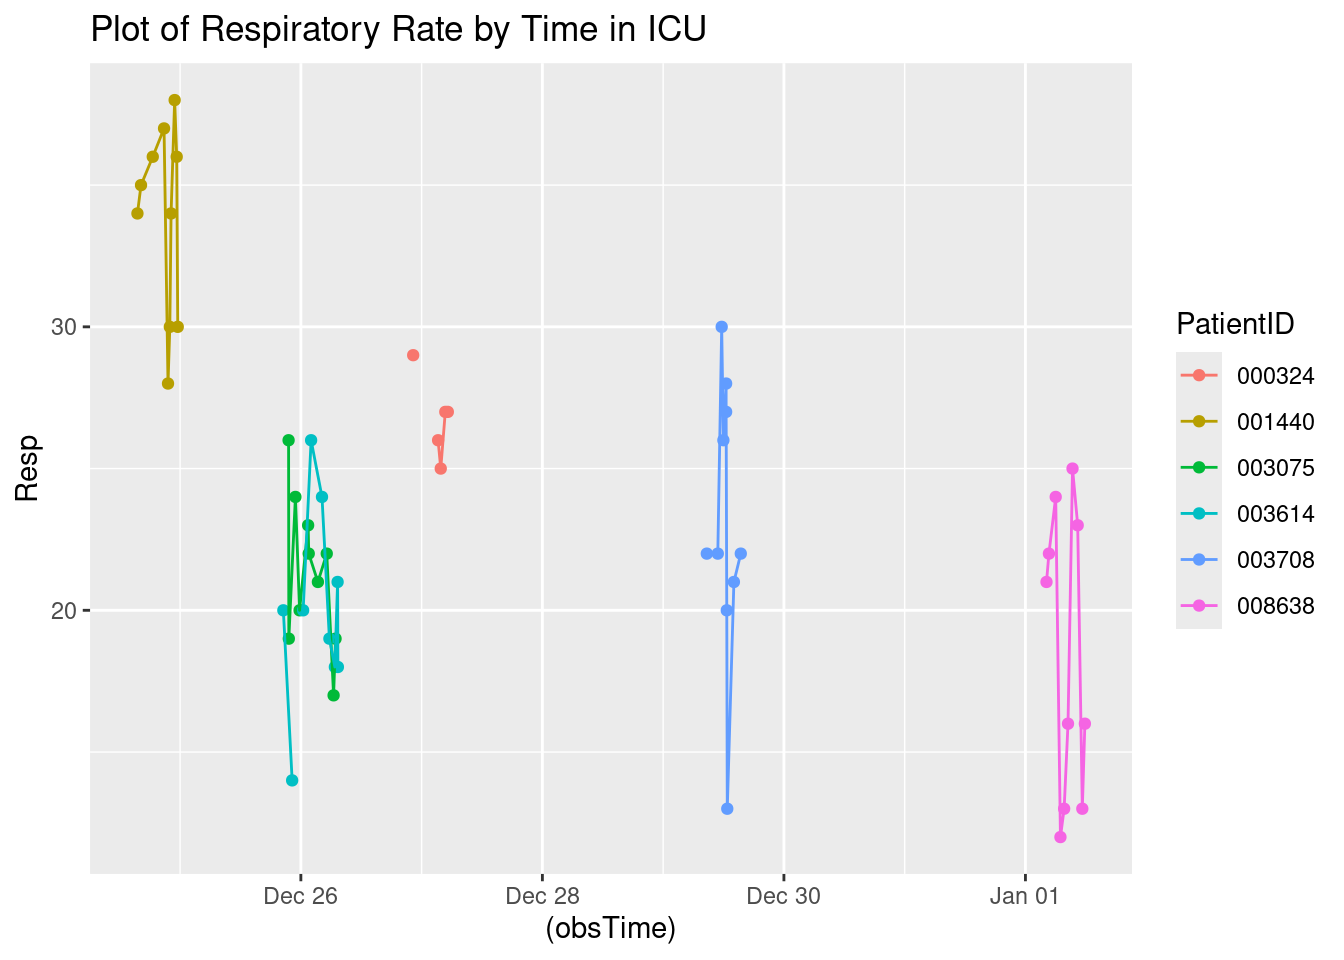 Plot of Respiratory Rate by Time in ICU
Resp
30
20
Dec 26
Dec 28
Dec 30
Jan 01
(obsTime)
PatientID
000324
001440
003075
003614
003708
008638